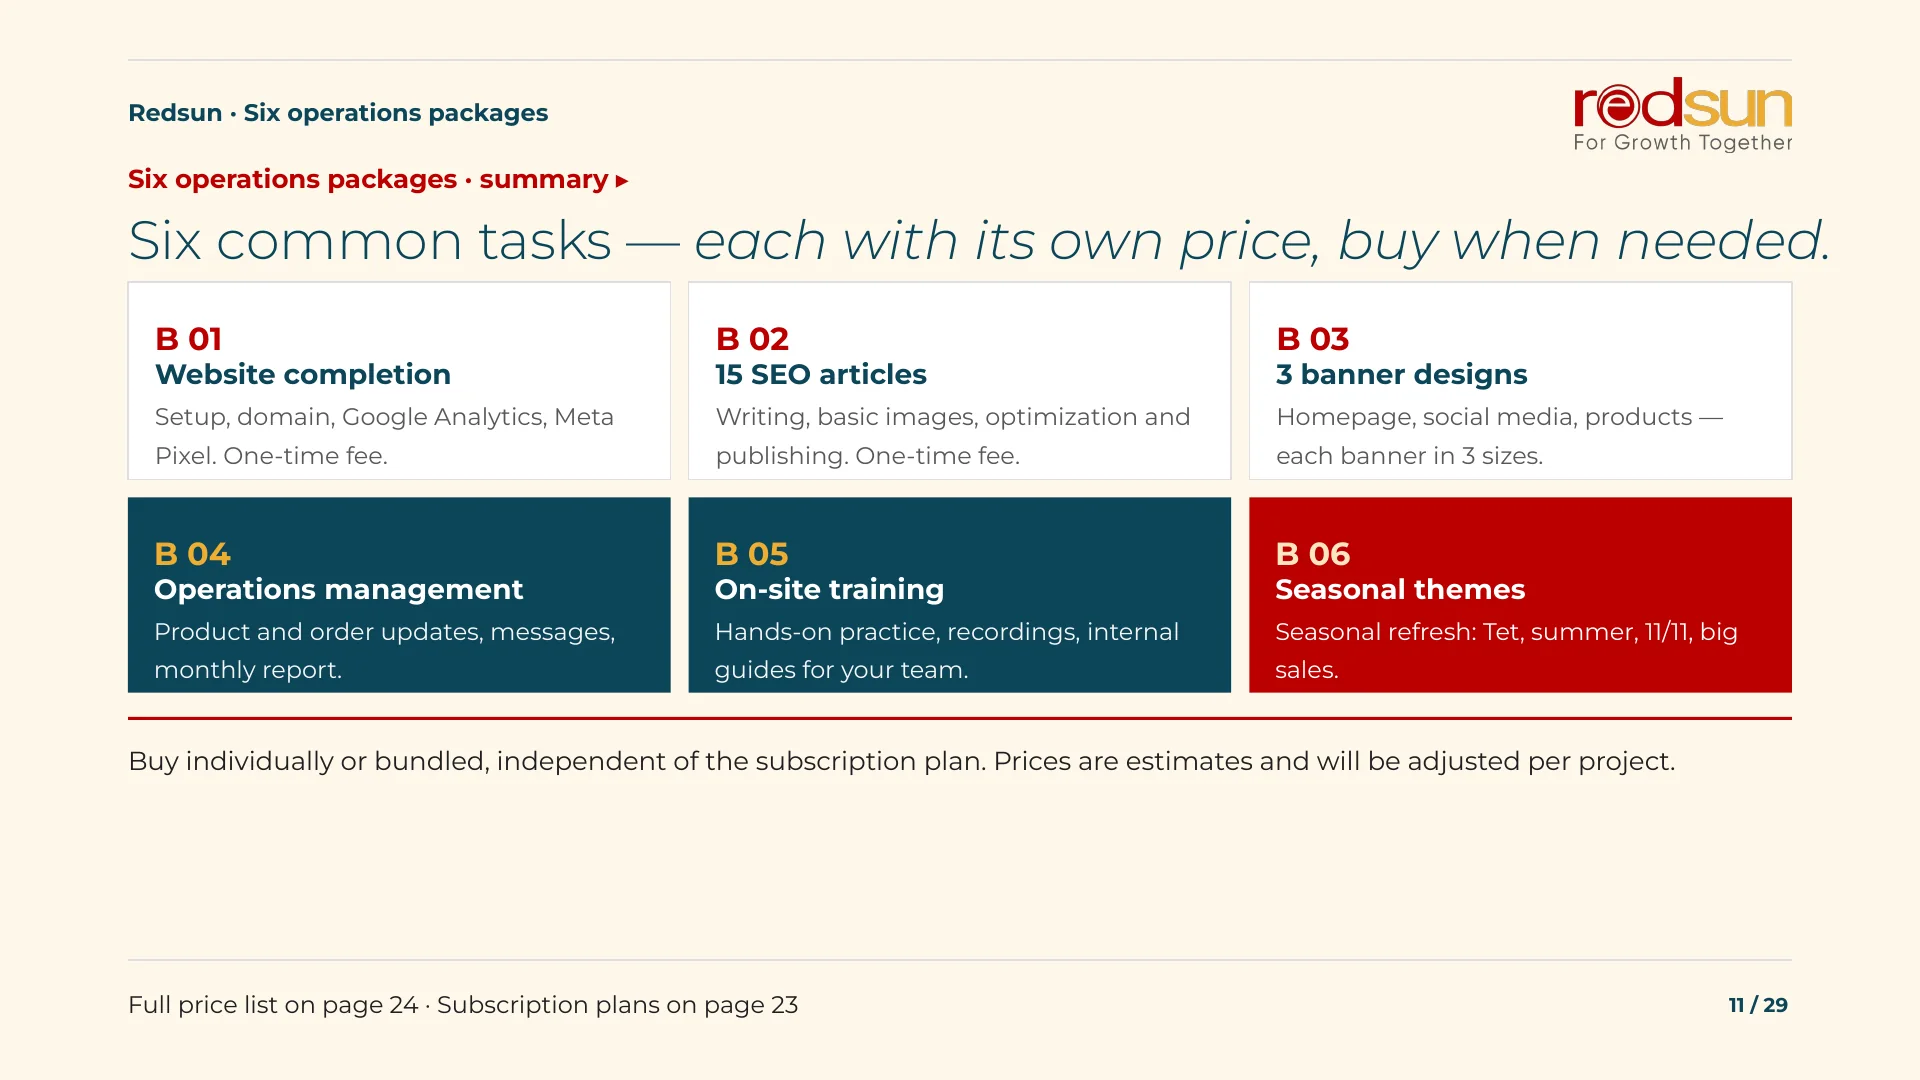 Redsun · Six operations packages
redsun
For Growth Together
Six operations packages · summary ▸
Six common tasks — each with its own price, buy when needed.
B 01
Website completion
Setup, domain, Google Analytics, Meta
Pixel. One-time fee.
B 02
15 SEO articles
Writing, basic images, optimization and
publishing. One-time fee.
B 03
3 banner designs
Homepage, social media, products —
each banner in 3 sizes.
B 04
Operations management
Product and order updates, messages,
monthly report.
B 05
On-site training
Hands-on practice, recordings, internal
guides for your team.
B 06
Seasonal themes
Seasonal refresh: Tet, summer, 11/11, big
sales.
Buy individually or bundled, independent of the subscription plan. Prices are estimates and will be adjusted per project.
Full price list on page 24 · Subscription plans on page 23
11 / 29